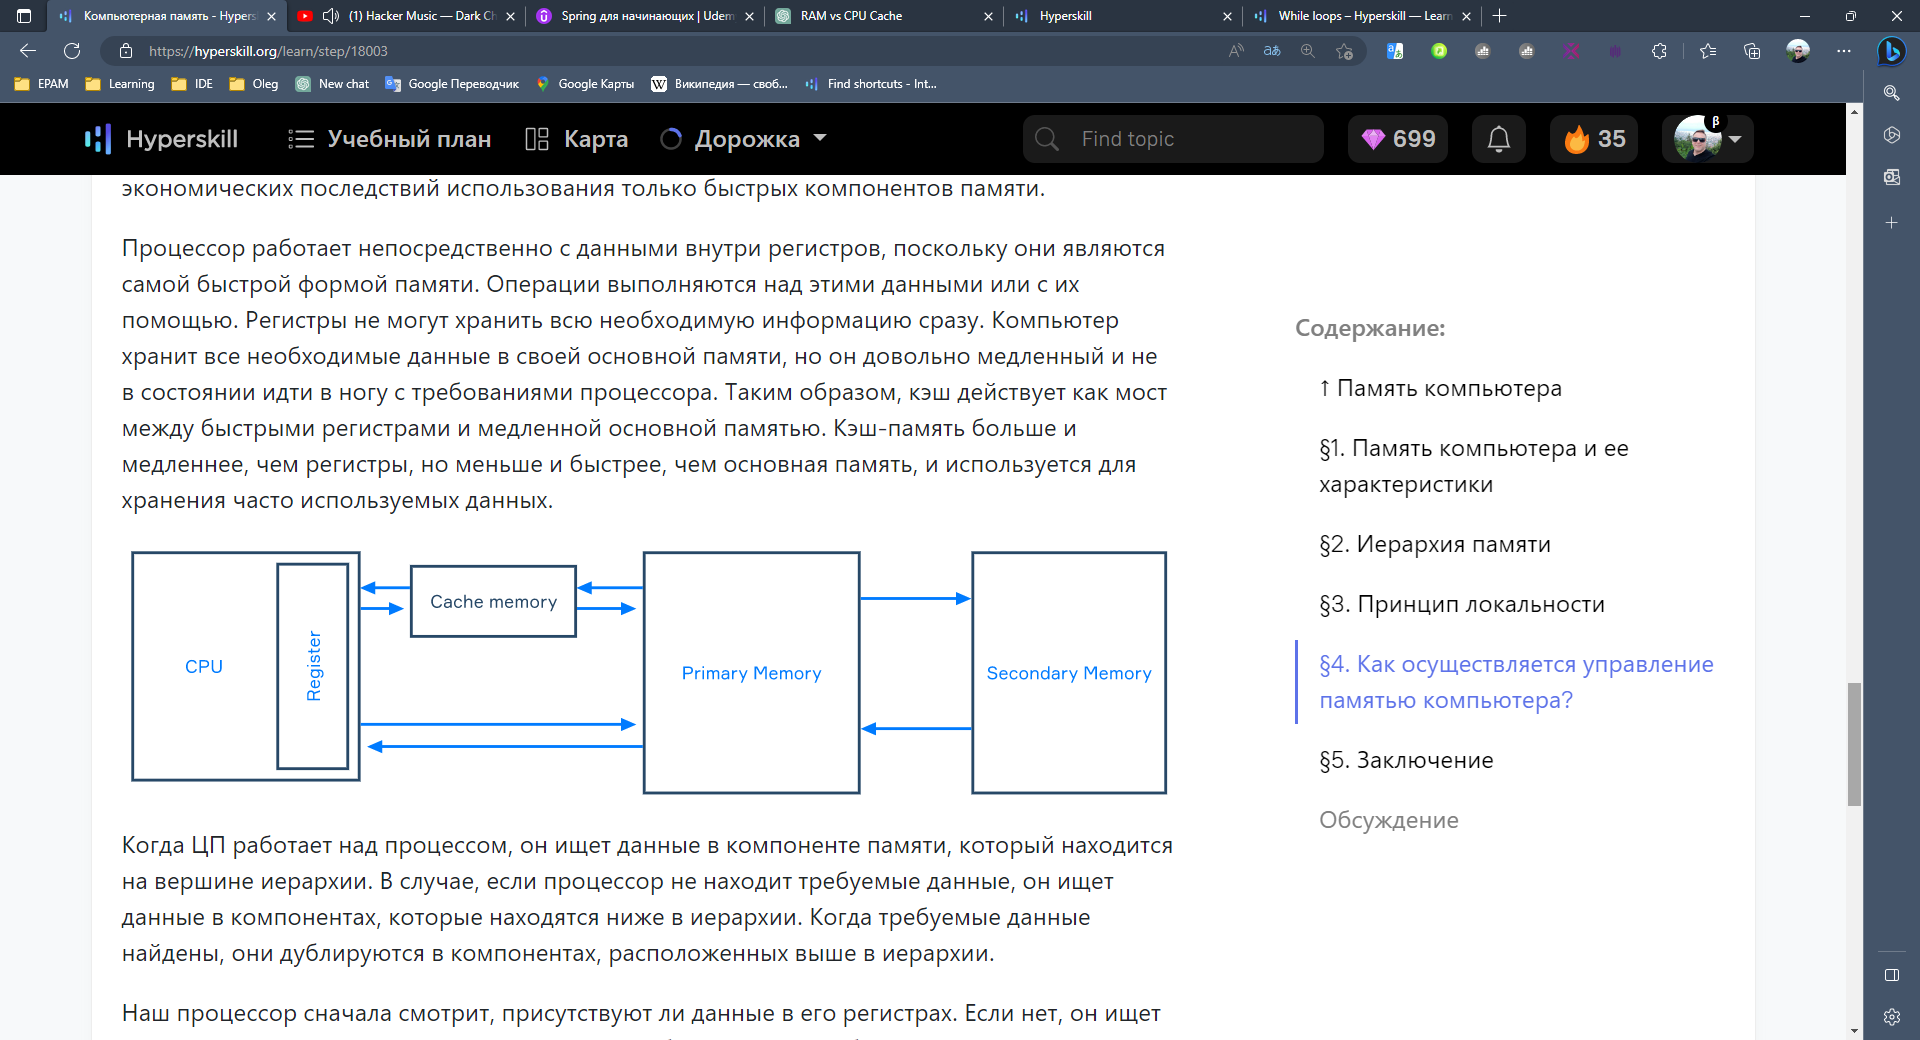 Компьютерная память - Hypers
(1) Hacker Music — Dark Ch
Spring для начинающих | Udem
RAM vs CPU Cache
Hyperskill
While loops – Hyperskill — Learn
https://hyperskill.org/learn/step/18003
EPAM
Learning
IDE
Oleg
New chat
Google Переводчик
Google Карты
Википедия — своб...
Find shortcuts - Int...
Hyperskill
Учебный план
Карта
Дорожка
Find topic
699
35
β
экономических последствий использования только быстрых компонентов памяти.
Процессор работает непосредственно с данными внутри регистров, поскольку они являются
самой быстрой формой памяти. Операции выполняются над этими данными или с их
помощью. Регистры не могут хранить всю необходимую информацию сразу. Компьютер
хранит все необходимые данные в своей основной памяти, но он довольно медленный и не
в состоянии идти в ногу с требованиями процессора. Таким образом, кэш действует как мост
между быстрыми регистрами и медленной основной памятью. Кэш-память больше и
медленнее, чем регистры, но меньше и быстрее, чем основная память, и используется для
хранения часто используемых данных.
CPU
Register
Cache memory
Primary Memory
Secondary Memory
Когда ЦП работает над процессом, он ищет данные в компоненте памяти, который находится
на вершине иерархии. В случае, если процессор не находит требуемые данные, он ищет
данные в компонентах, которые находятся ниже в иерархии. Когда требуемые данные
найдены, они дублируются в компонентах, расположенных выше в иерархии.
Наш процессор сначала смотрит, присутствуют ли данные в его регистрах. Если нет, он ищет
Содержание:
↑ Память компьютера
§1. Память компьютера и ее
характеристики
§2. Иерархия памяти
§3. Принцип локальности
§4. Как осуществляется управление
памятью компьютера?
§5. Заключение
Обсуждение